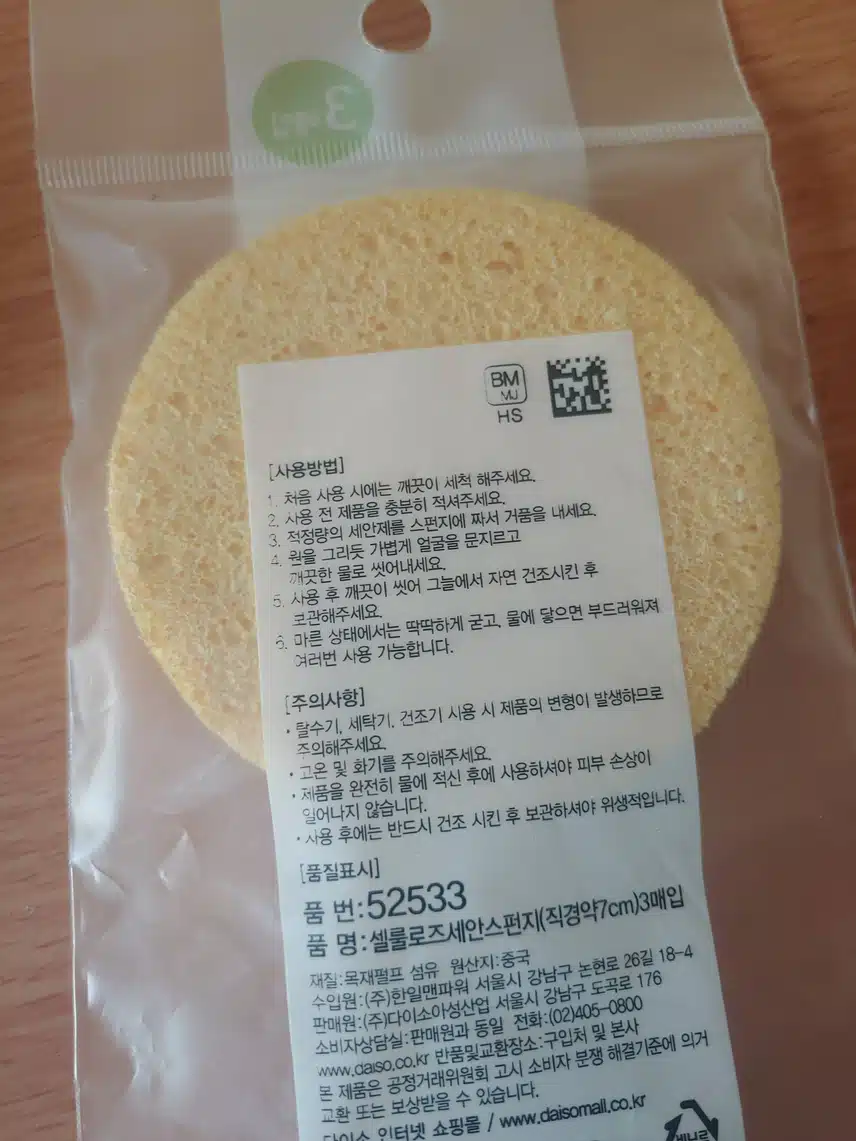 3
BM
MJ
HS
[사용방법]
1. 처음 사용 시에는 깨끗이 세척 해주세요.
2. 사용 전 제품을 충분히 적셔주세요.
3. 적정량의 세안제를 스펀지에 짜서 거품을 내세요.
4. 원을 그리듯 가볍게 얼굴을 문지르고
깨끗한 물로 씻어내세요.
5. 사용 후 깨끗이 씻어 그늘에서 자연 건조시킨 후
보관해주세요.
6. 마른 상태에서는 딱딱하게 굳고, 물에 닿으면 부드러워져
여러번 사용 가능합니다.
[주의사항]
· 탈수기, 세탁기, 건조기 시용 시 제품의 변형이 발생하므로
주의해주세요.
· 고온 및 화기를 주의해주세요.
· 제품을 완전히 물에 적신 후에 사용하셔야 피부 손상이
일어나지 않습니다.
· 사용 후에는 반드시 건조 시킨 후 보관하셔야 위생적입니다.
[품질표시]
품 번:52533
품 명:셀룰로즈세안스펀지(직경약7cm)3매입
재질:목재펄프 섬유 원산지:중국
수입원:(주)한일맨파워 서울시 강남구 논현로 26길 18-4
판매원:(주)다이소아성산업 서울시 강남구 도곡로 176
소비자상담실:판매원과 동일 전화:(02)405-0800
www.daiso.co.kr 반품및교환장소:구입처 및 본사
본 제품은 공정거래위원회 고시 소비자 분쟁 해결기준에 의거
교환 또는 보상받을 수 있습니다.
다이소 인터넷 쇼핑몰 / www.daisomall.co.kr